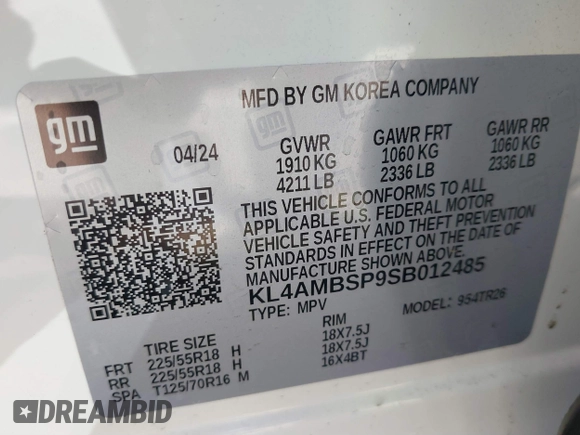 gm
MFD BY GM KOREA COMPANY
04/24 GVWR GAWR FRT GAWR RR
1910 KG 1060 KG 1060 KG
4211 LB 2336 LB 2336 LB
THIS VEHICLE CONFORMS TO ALL
APPLICABLE U.S. FEDERAL MOTOR
VEHICLE SAFETY AND THEFT PREVENTION
STANDARDS IN EFFECT ON THE DATE OF
MANUFACTURE SHOWN ABOVE.
KL4AMBSP9SB012485
TYPE: MPV MODEL: 9S4TR26
TIRE SIZE RIM
FRT 225/55R18 H 18X7.5J
RR 225/55R18 H 18X7.5J
SPA T125/70R16 M 16X4BT
DREAMBID